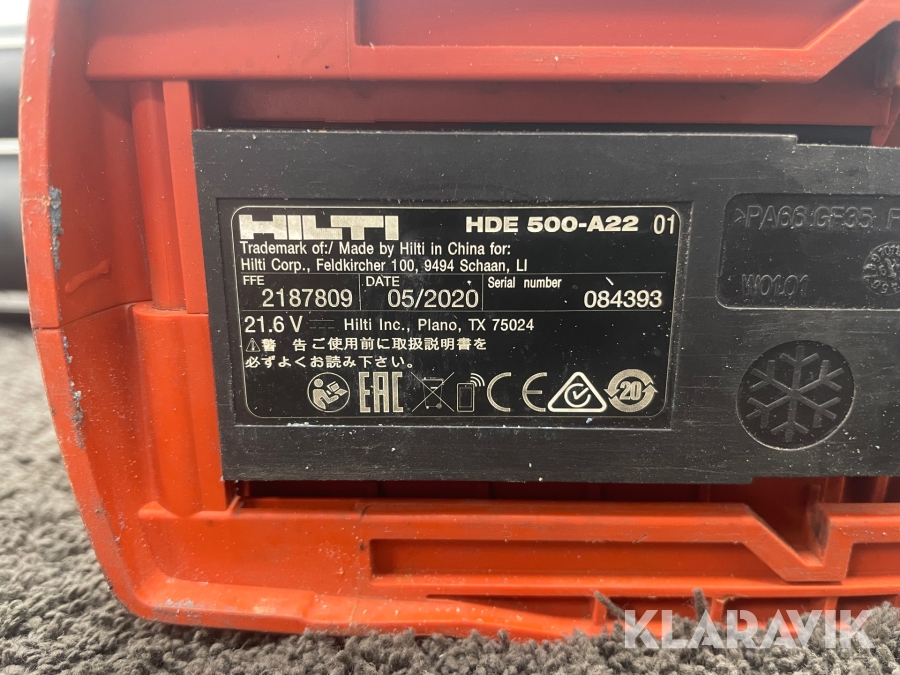 HILTI HDE 500-A22 01
Trademark of:/ Made by Hilti in China for:
Hilti Corp., Feldkircher 100, 9494 Schaan, LI
FFE DATE Serial number
2187809 05/2020 084393
21.6 V Hilti Inc., Plano, TX 75024
警 告 ご使用前に取扱説明書を
必ずよくお読み下さい。
EAC CE 20
>PA66.GF35
W01.01
KLARAVIK